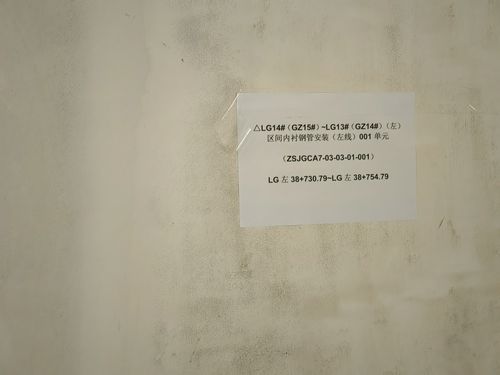 △LG14#（GZ15#）~LG13#（GZ14#）（左）
区间内衬钢管安装（左线）001 单元
（ZSJGCA7-03-03-01-001）
LG 左 38+730.79~LG 左 38+754.79